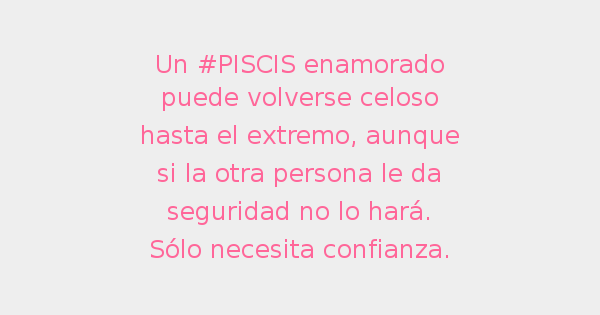 Un #PISCIS enamorado
puede volverse celoso
hasta el extremo, aunque
si la otra persona le da
seguridad no lo hará.
Sólo necesita confianza.